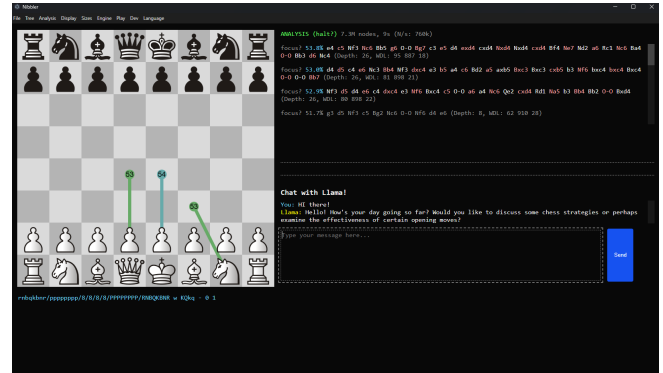 Nibbler
File Tree Analysis Display Sizes Engine Play Dev Language
ANALYSIS (halt?) 7.3M nodes, 9s (N/s: 760k)
focus? 53.8% e4 c5 Nf3 Nc6 Bb5 g6 O-O Bg7 c3 e5 d4 exd4 cxd4 Nxd4 Nxd4 cxd4 Bf4 Ne7 Nd2 a6 Rc1 Nc6 Ba4
O-O Bb3 d6 Nc4 (Depth: 26, WDL: 95 887 18)
focus? 53.0% d4 d5 c4 e6 Nc3 Bb4 Nf3 dxc4 e3 b5 a4 c6 Bd2 a5 axb5 Bxc3 Bxc3 cxb5 b3 Nf6 bxc4 bxc4 Bxc4
O-O O-O Bb7 (Depth: 26, WDL: 81 898 21)
focus? 52.9% Nf3 d5 d4 e6 c4 dxc4 e3 Nf6 Bxc4 c5 O-O a6 a4 Nc6 Qe2 cxd4 Rd1 Na5 b3 Bb4 Bb2 O-O Bxd4
(Depth: 26, WDL: 80 898 22)
focus? 51.7% g3 d5 Nf3 c5 Bg2 Nc6 O-O Nf6 d4 e6 (Depth: 8, WDL: 62 910 28)
53
54
53
Chat with Llama!
You: HI there!
Llama: Hello! How's your day going so far? Would you like to discuss some chess strategies or perhaps
examine the effectiveness of certain opening moves?
Type your message here...
Send
rnbqkbnr/pppppppp/8/8/8/8/PPPPPPPP/RNBQKBNR w KQkq - 0 1